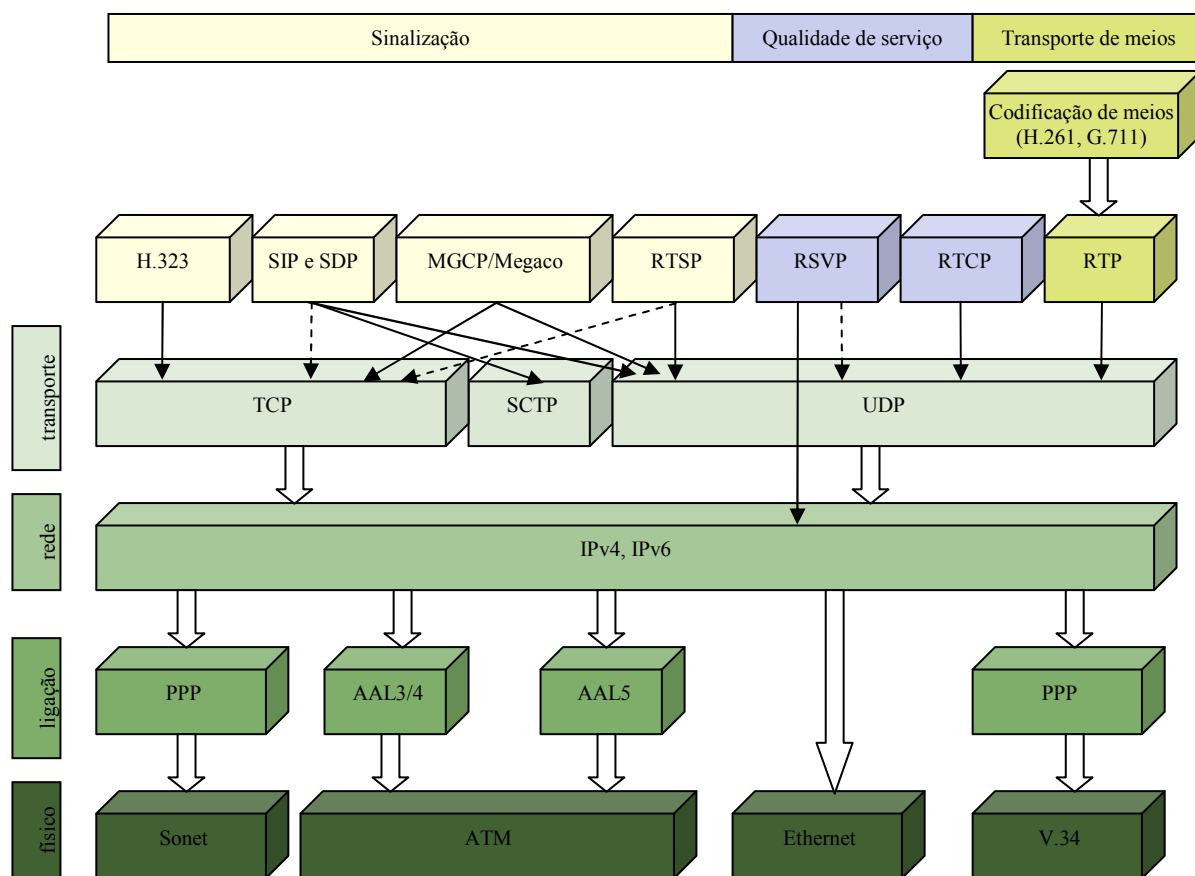 Sinalização
Qualidade de serviço
Transporte de meios
Codificação de meios
(H.261, G.711)
H.323
SIP e SDP
MGCP/Megaco
RTSP
RSVP
RTCP
RTP
transporte
TCP
SCTP
UDP
rede
IPv4, IPv6
ligação
PPP
AAL3/4
AAL5
PPP
físico
Sonet
ATM
Ethernet
V.34